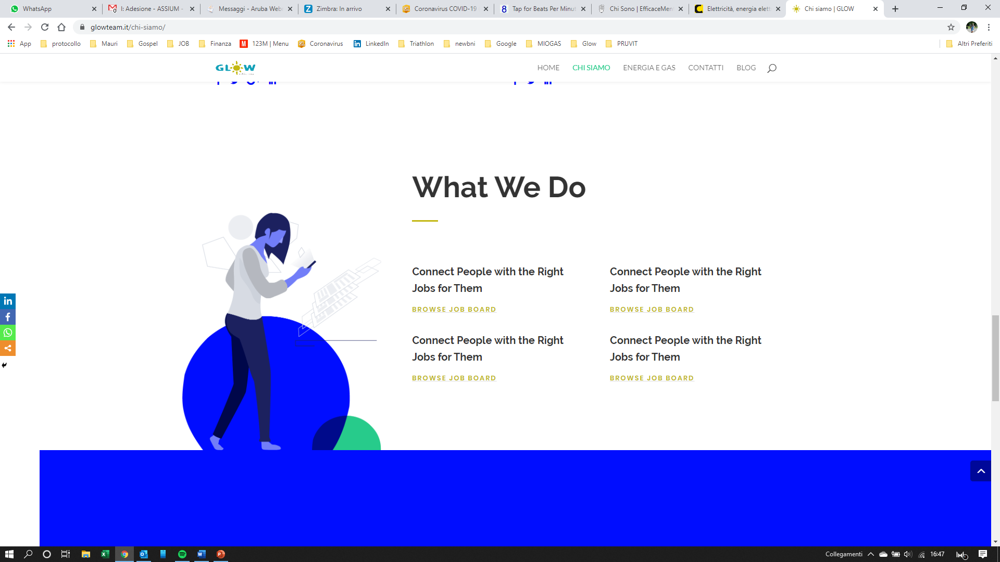 WhatsApp
I: Adesione - ASSIUM -
Messaggi - Aruba Web
Zimbra: In arrivo
Coronavirus COVID-19
Tap for Beats Per Minut
Chi Sono | EfficaceMen
Elettricità, energia elett
Chi siamo | GLOW
glowteam.it/chi-siamo/
App
protocollo
Mauri
Gospel
JOB
Finanza
123M | Menu
Coronavirus
LinkedIn
Triathlon
newbni
Google
MIOGAS
Glow
PRUVIT
Altri Preferiti
GLOW
HOME
CHI SIAMO
ENERGIA E GAS
CONTATTI
BLOG
What We Do
Connect People with the Right
Jobs for Them
BROWSE JOB BOARD
Connect People with the Right
Jobs for Them
BROWSE JOB BOARD
Connect People with the Right
Jobs for Them
BROWSE JOB BOARD
Connect People with the Right
Jobs for Them
BROWSE JOB BOARD
Collegamenti
16:47